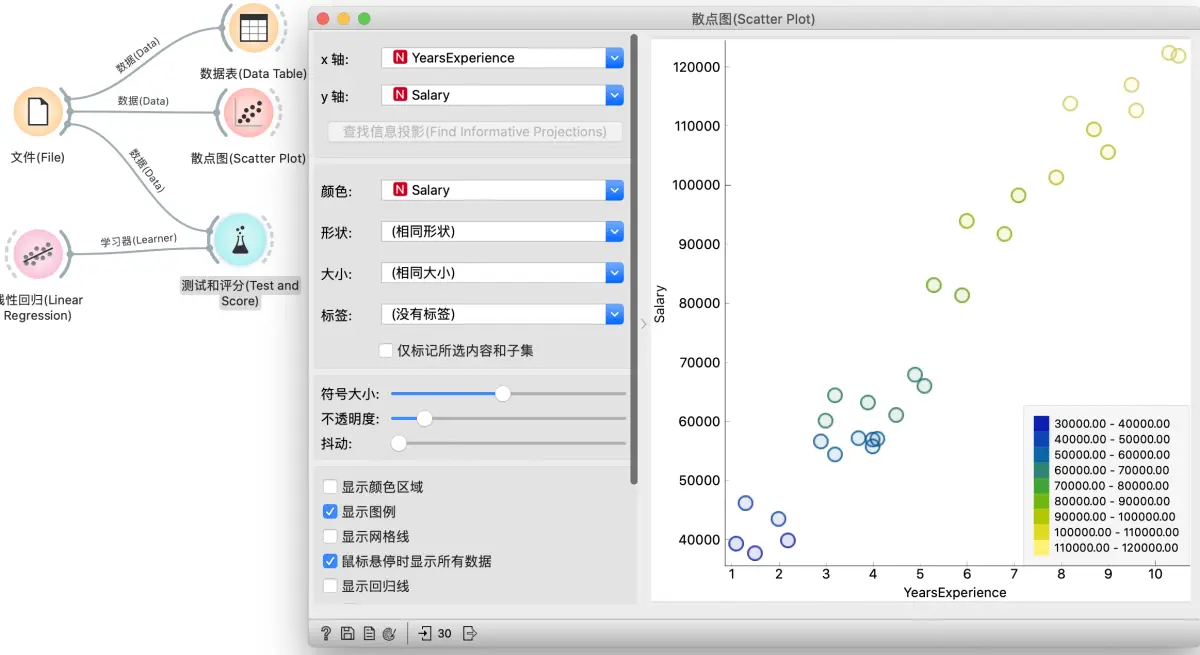 数据(Data)
数据表(Data Table)
数据(Data)
文件(File)
散点图(Scatter Plot)
数据(Data)
学习器(Learner)
性回归(Linear
Regression)
测试和评分(Test and
Score)
散点图(Scatter Plot)
x 轴:
N YearsExperience
y 轴:
N Salary
查找信息投影(Find Informative Projections)
颜色:
N Salary
形状:
(相同形状)
大小:
(相同大小)
标签:
(没有标签)
仅标记所选内容和子集
符号大小:
不透明度:
抖动:
显示颜色区域
显示图例
显示网格线
鼠标悬停时显示所有数据
显示回归线
? 30
Salary
120000
110000
100000
90000
80000
70000
60000
50000
40000
1 2 3 4 5 6 7 8 9 10
YearsExperience
30000.00 - 40000.00
40000.00 - 50000.00
50000.00 - 60000.00
60000.00 - 70000.00
70000.00 - 80000.00
80000.00 - 90000.00
90000.00 - 100000.00
100000.00 - 110000.00
110000.00 - 120000.00